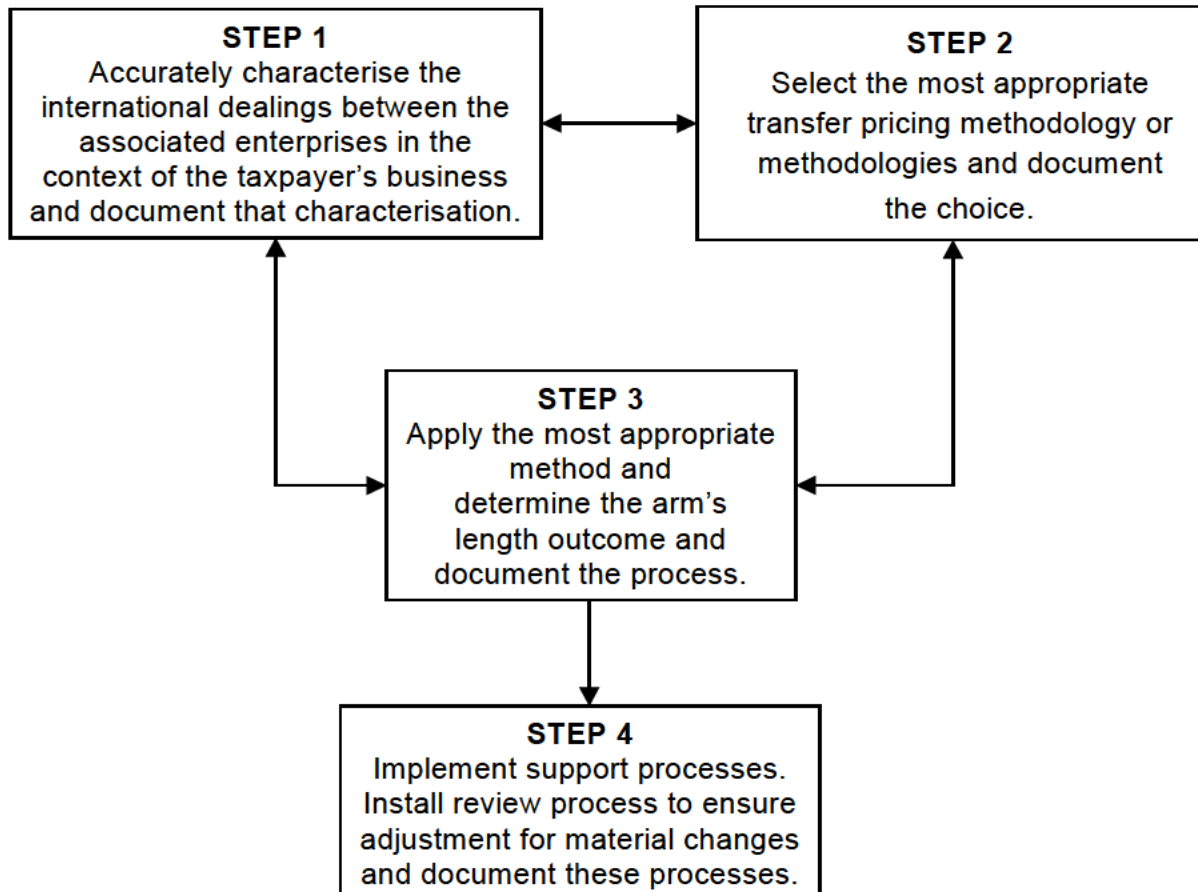 STEP 1
Accurately characterise the
international dealings between the
associated enterprises in the
context of the taxpayer’s business
and document that characterisation.
STEP 2
Select the most appropriate
transfer pricing methodology or
methodologies and document
the choice.
STEP 3
Apply the most appropriate
method and
determine the arm’s
length outcome and
document the process.
STEP 4
Implement support processes.
Install review process to ensure
adjustment for material changes
and document these processes.